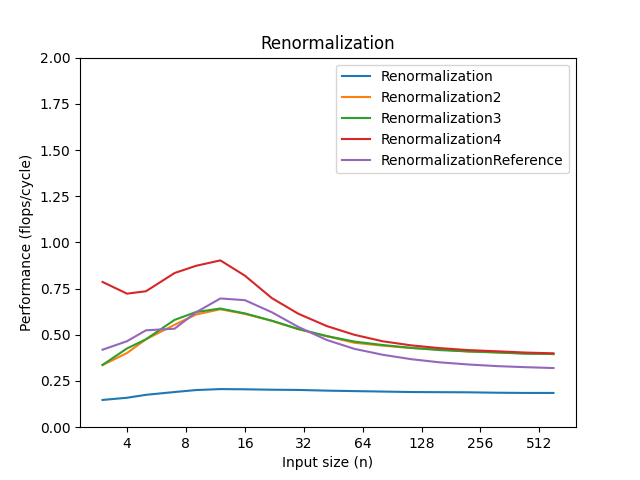 Renormalization
2.00
1.75
1.50
1.25
1.00
0.75
0.50
0.25
0.00
Performance (flops/cycle)
Renormalization
Renormalization2
Renormalization3
Renormalization4
RenormalizationReference
4 8 16 32 64 128 256 512
Input size (n)